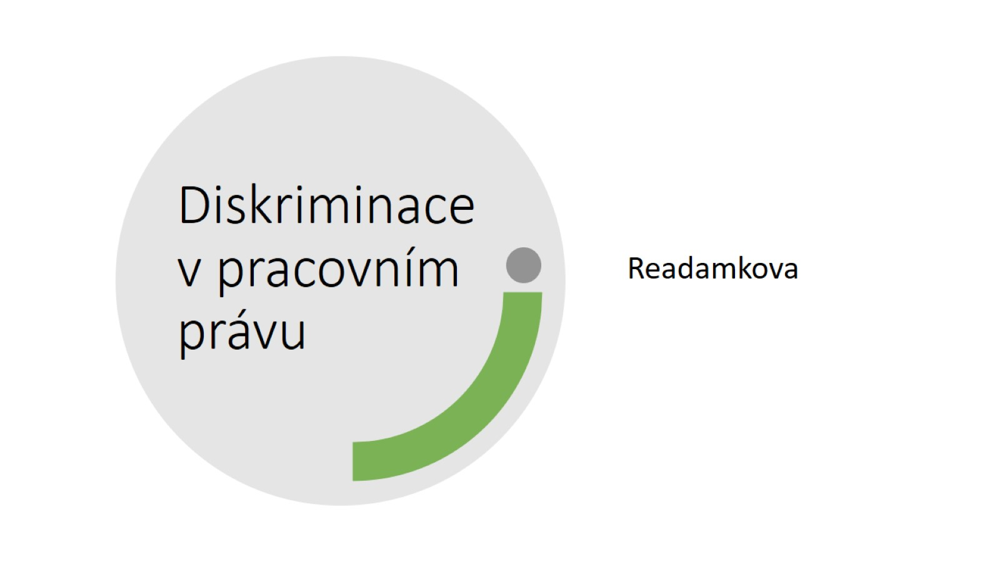 Diskriminace
v pracovním
právu
Readamkova